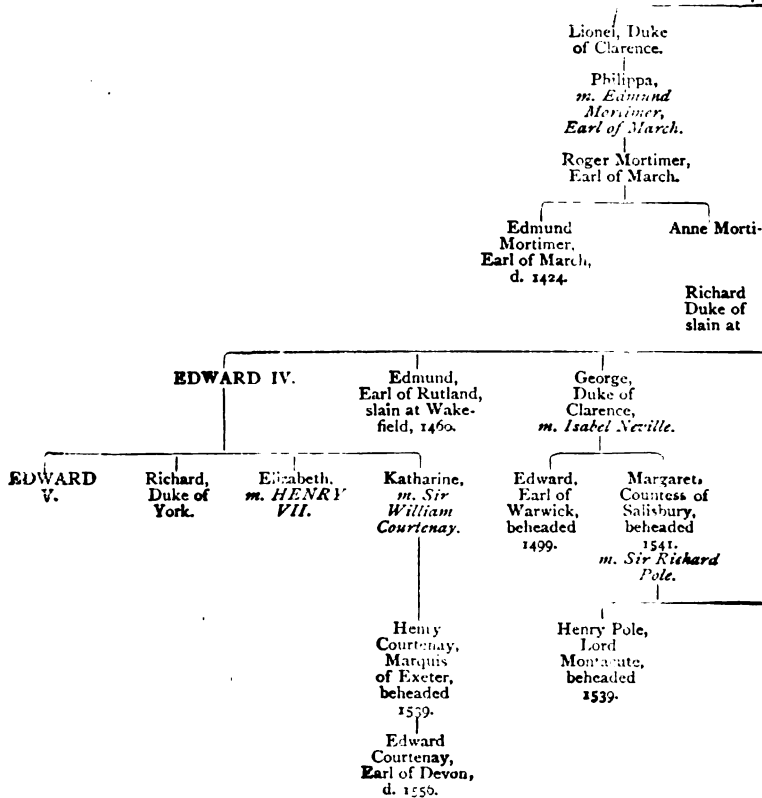 Lionel, Duke
of Clarence.
Philippa,
m. Edmund
Mortimer,
Earl of March.
Roger Mortimer,
Earl of March.
Edmund
Mortimer,
Earl of March,
d. 1424.
Anne Morti-
Richard
Duke of
slain at
EDWARD IV.
Edmund,
Earl of Rutland,
slain at Wake-
field, 1460.
George,
Duke of
Clarence,
m. Isabel Neville.
EDWARD
V.
Richard,
Duke of
York.
Elizabeth,
m. HENRY
VII.
Katharine,
m. Sir
William
Courtenay.
Edward,
Earl of
Warwick,
beheaded
1499.
Margaret,
Countess of
Salisbury,
beheaded
1541.
m. Sir Richard
Pole.
Henry
Courtenay,
Marquis
of Exeter,
beheaded
1539.
Henry Pole,
Lord
Montacute,
beheaded
1539.
Edward
Courtenay,
Earl of Devon,
d. 1556.